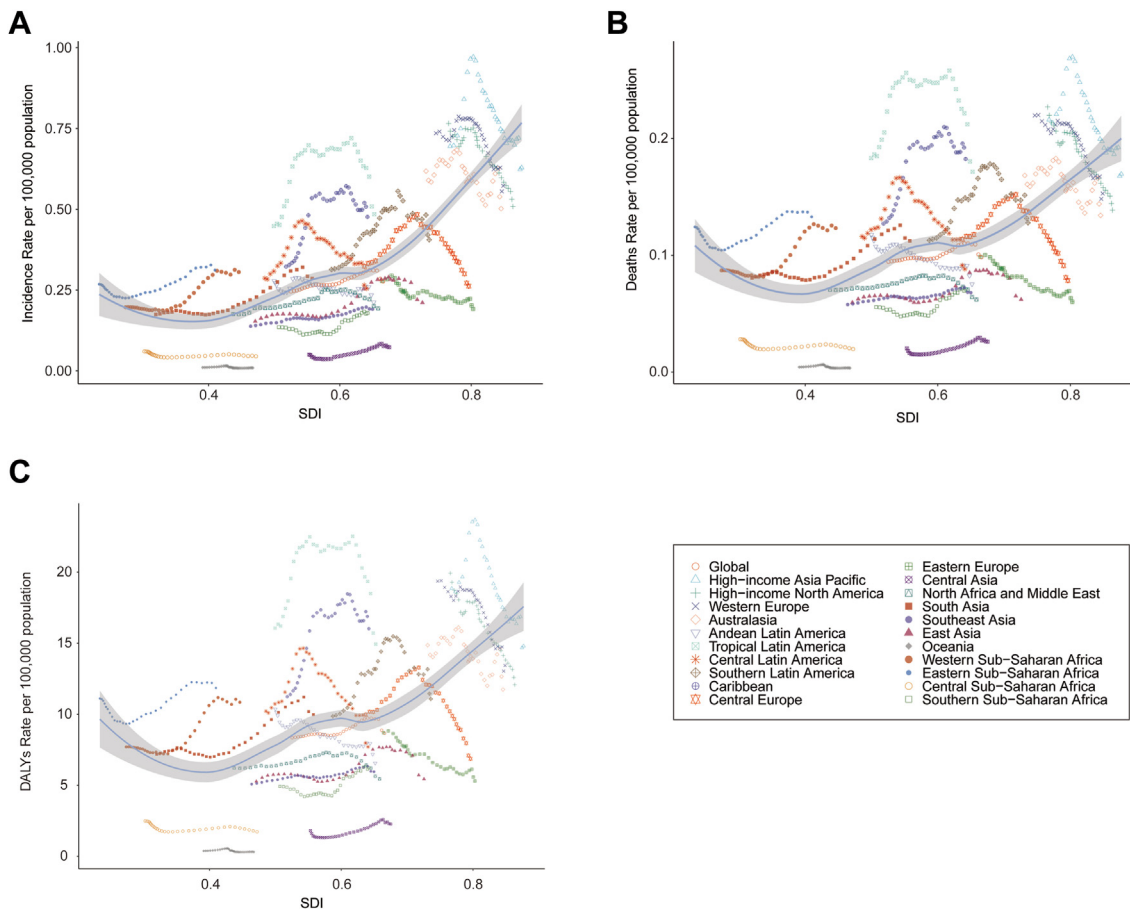 A
Incidence Rate per 100,000 population
1.00
0.75
0.50
0.25
0.00
0.4 0.6 0.8
SDI
B
Deaths Rate per 100,000 population
0.2
0.1
0.0
0.4 0.6 0.8
SDI
C
DALYs Rate per 100,000 population
20
15
10
5
0
0.4 0.6 0.8
SDI
Global
High-income Asia Pacific
High-income North America
Western Europe
Australasia
Andean Latin America
Tropical Latin America
Central Latin America
Southern Latin America
Caribbean
Central Europe
Eastern Europe
Central Asia
North Africa and Middle East
South Asia
Southeast Asia
East Asia
Oceania
Western Sub-Saharan Africa
Eastern Sub-Saharan Africa
Central Sub-Saharan Africa
Southern Sub-Saharan Africa